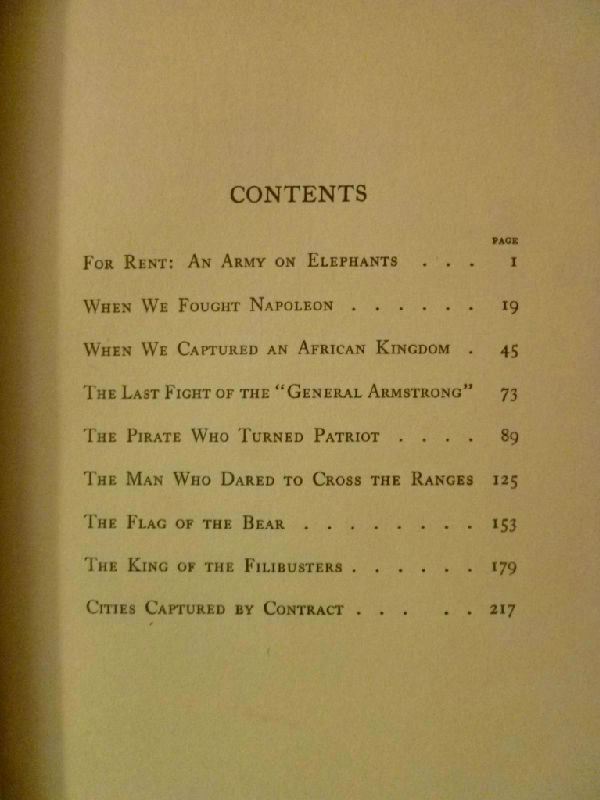 CONTENTS
PAGE
For Rent: An Army on Elephants . . . 1
When We Fought Napoleon . . . . . . 19
When We Captured an African Kingdom . 45
The Last Fight of the "General Armstrong" 73
The Pirate Who Turned Patriot . . . . 89
The Man Who Dared to Cross the Ranges 125
The Flag of the Bear . . . . . . . . 153
The King of the Filibusters . . . . . . 179
Cities Captured by Contract . . . . . 217